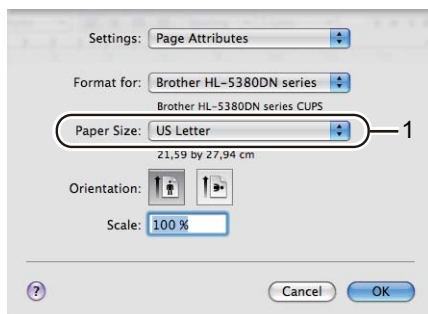 Settings: Page Attributes
Format for: Brother HL-5380DN series
Brother HL-5380DN series CUPS
Paper Size: US Letter 1
21,59 by 27,94 cm
Orientation:
Scale: 100 %
? Cancel OK